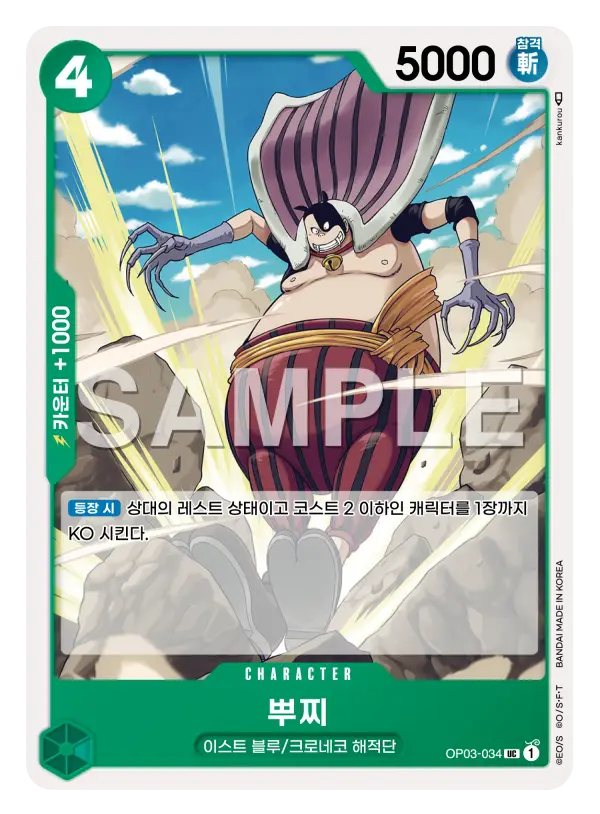 4
5000
참격
斬
kankurou
⚡카운터 +1000
SAMPLE
등장 시 상대의 레스트 상태이고 코스트 2 이하인 캐릭터를 1장까지
KO 시킨다.
CHARACTER
뿌찌
이스트 블루/크로네코 해적단
OP03-034 UC 1
©EO/S ©O/S·F·T BANDAI MADE IN KOREA